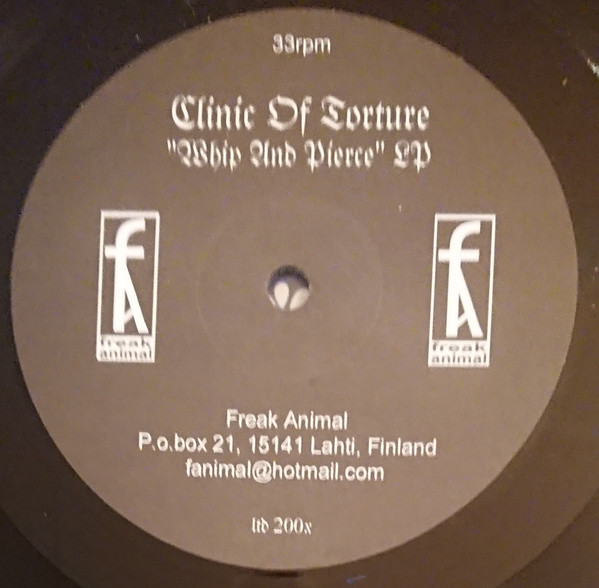 33rpm
Clinic Of Torture
"Whip And Pierce" LP
fA
freak
animal
fA
freak
animal
Freak Animal
P.o.box 21, 15141 Lahti, Finland
fanimal@hotmail.com
ltd 200x